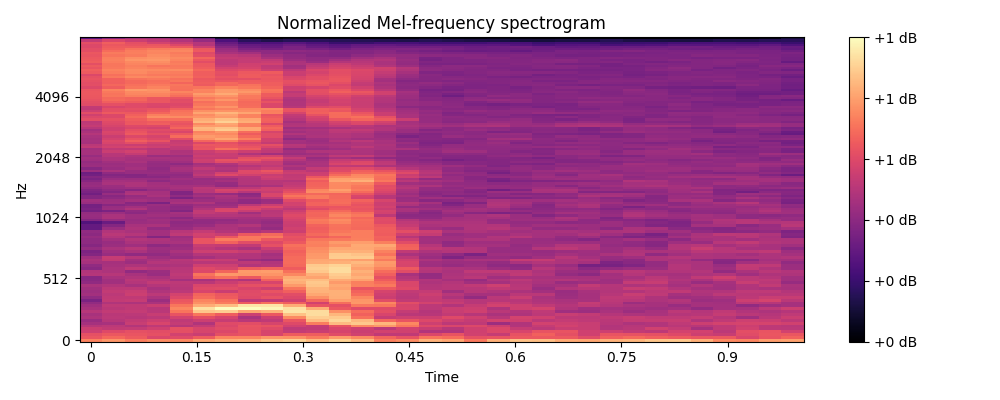 Normalized Mel-frequency spectrogram
Hz
4096
2048
1024
512
0
0
0.15
0.3
0.45
0.6
0.75
0.9
Time
+1 dB
+1 dB
+1 dB
+0 dB
+0 dB
+0 dB